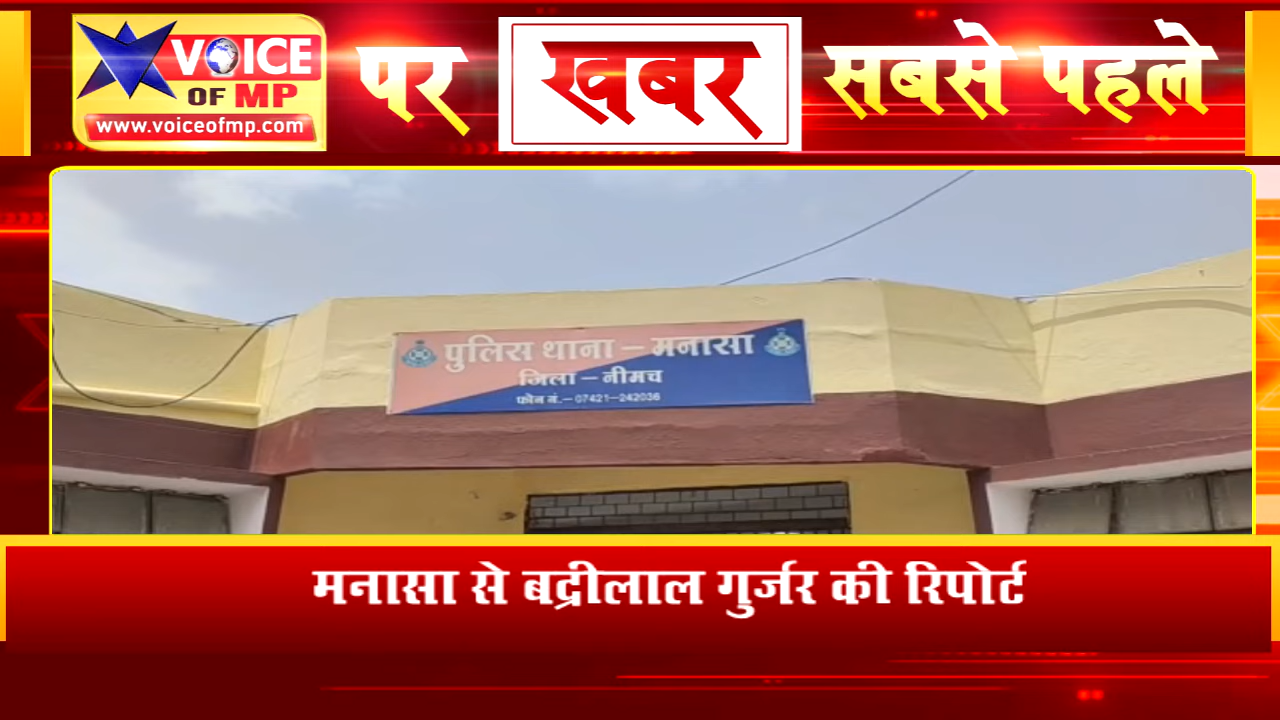 VOICE
OF MP
www.voiceofmp.com
पर खबर सबसे पहले
पुलिस थाना – मनासा
जिला – नीमच
फोन नं.– 07421–242036
मनासा से बद्रीलाल गुर्जर की रिपोर्ट